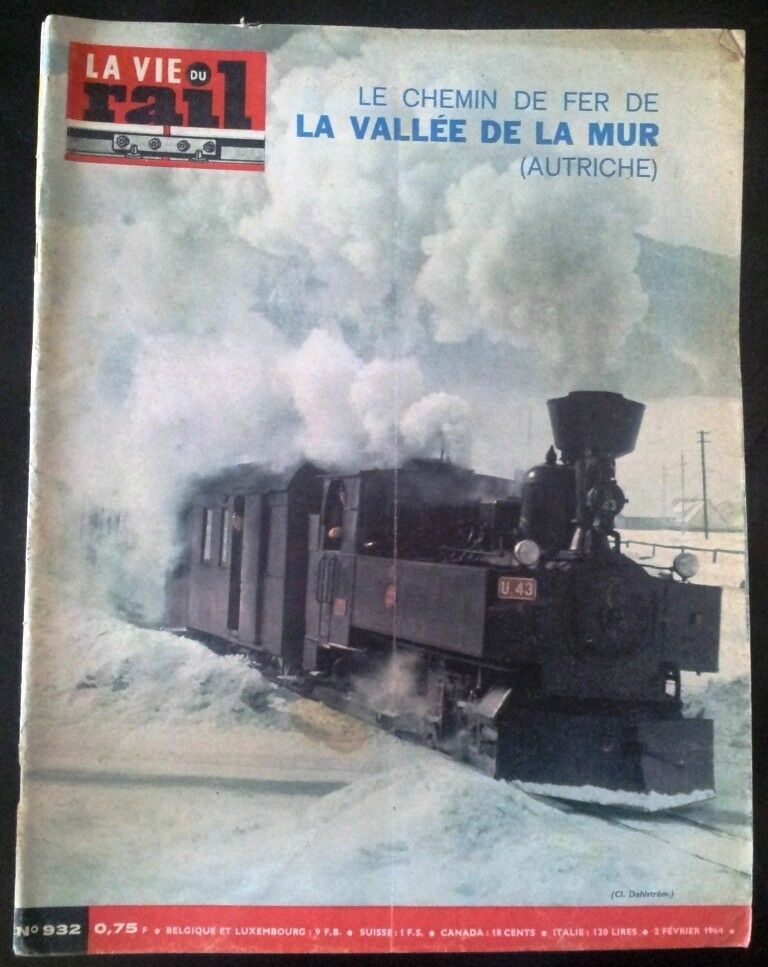 LA VIE DU
rail
LE CHEMIN DE FER DE
LA VALLÉE DE LA MUR
(AUTRICHE)
U.43
(Cl. Dahlström.)
N° 932 0,75 F • BELGIQUE ET LUXEMBOURG : 9 F.B. • SUISSE : 1 F.S. • CANADA : 18 CENTS • ITALIE : 120 LIRES • 2 FÉVRIER 1964 •